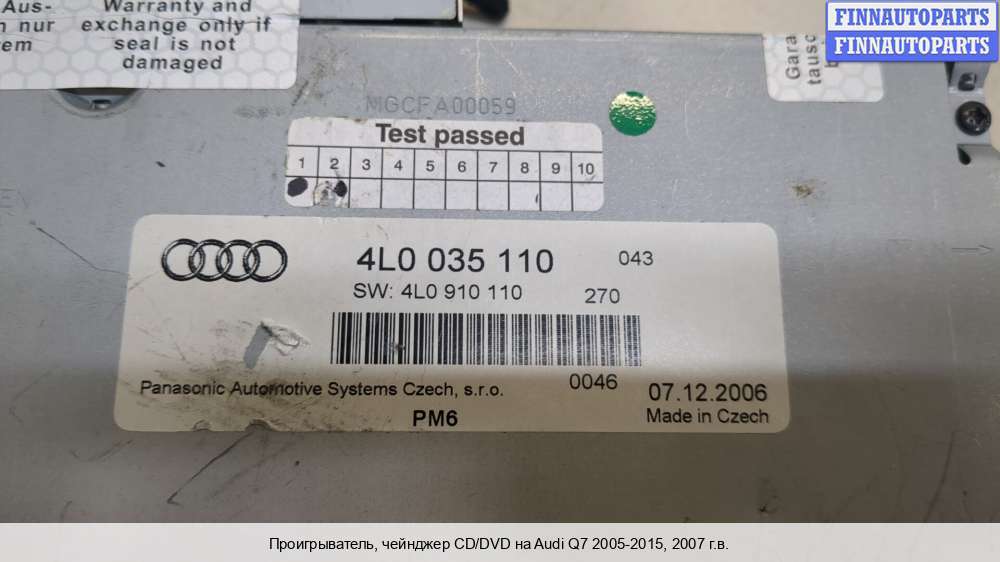 Aus-
n nur
em
Warranty and
exchange only if
seal is not
damaged
Gara
tausc
FINNAUTOPARTS
FINNAUTOPARTS
MGCFA00059
Test passed
1 2 3 4 5 6 7 8 9 10
4L0 035 110 043
SW: 4L0 910 110 270
Panasonic Automotive Systems Czech, s.r.o. 0046 07.12.2006
PM6 Made in Czech
Проигрыватель, чейнджер CD/DVD на Audi Q7 2005-2015, 2007 г.в.